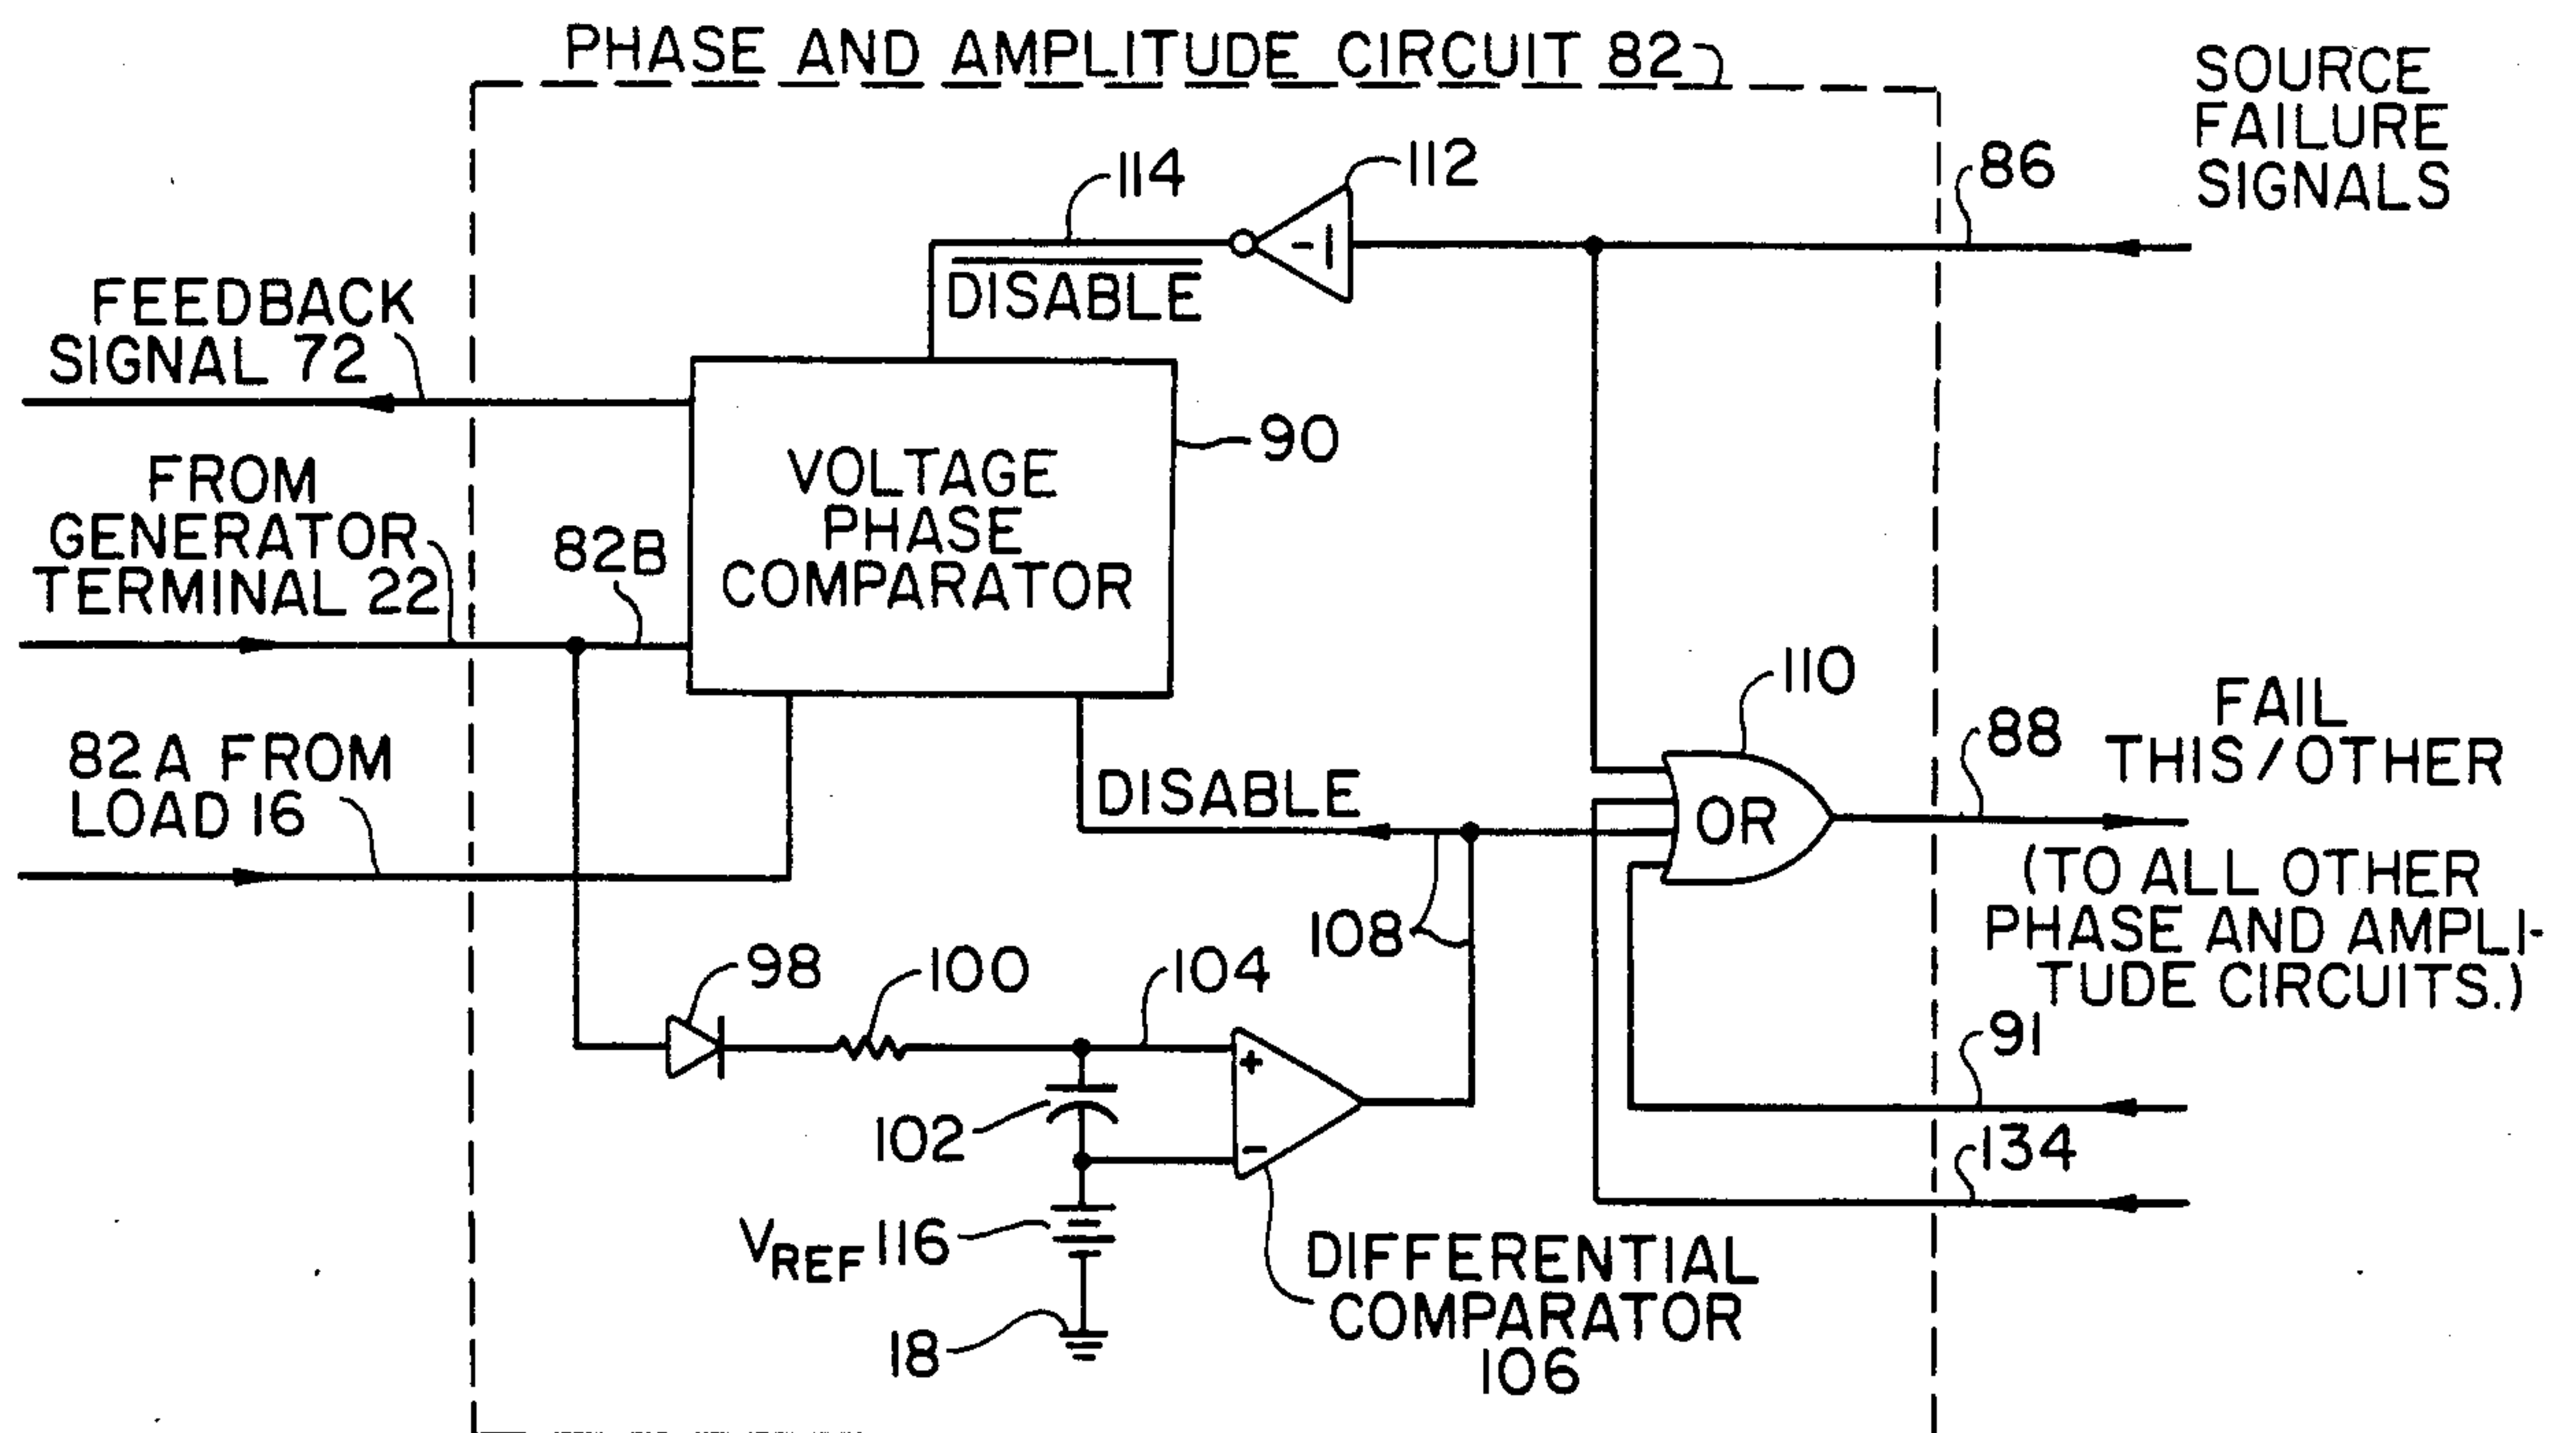 PHASE AND AMPLITUDE CIRCUIT 82
SOURCE
FAILURE
SIGNALS
86
112
114
DISABLE
FEEDBACK
SIGNAL 72
90
VOLTAGE
PHASE
COMPARATOR
FROM
GENERATOR
TERMINAL 22
82B
110
OR
88
FAIL
THIS/OTHER
(TO ALL OTHER
PHASE AND AMPLI-
TUDE CIRCUITS.)
82A FROM
LOAD 16
DISABLE
108
98
100
104
91
134
102
+
-
VREF 116
18
DIFFERENTIAL
COMPARATOR
106
-1